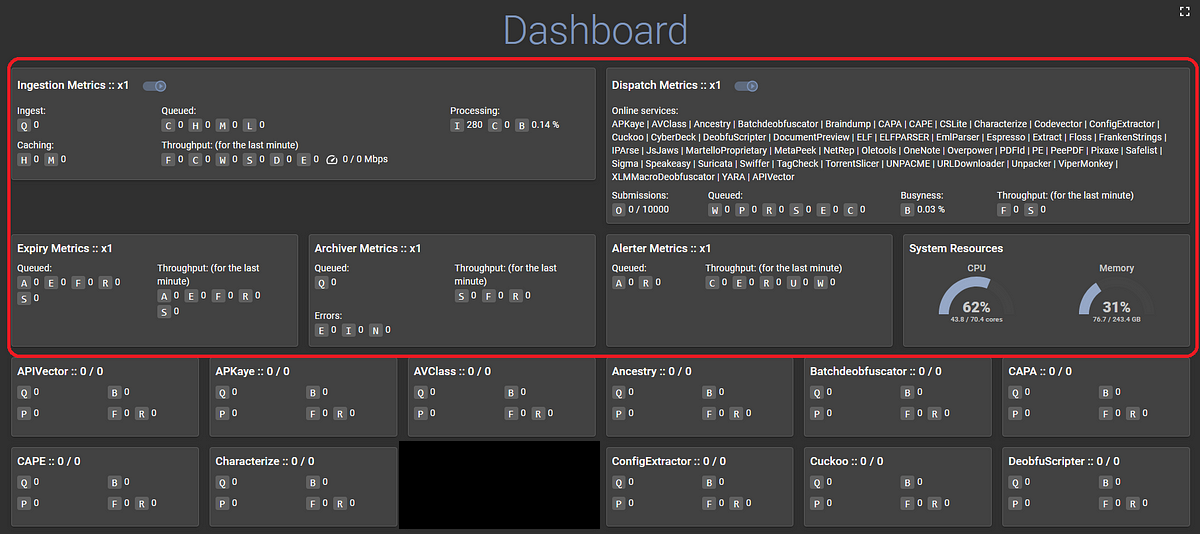 Dashboard
Ingestion Metrics :: x1
Ingest:
Q 0
Queued:
C 0 H 0 M 0 L 0
Processing:
I 280 C 0 B 0.14 %
Caching:
H 0 M 0
Throughput: (for the last minute)
F 0 C 0 W 0 S 0 D 0 E 0 0 / 0 Mbps
Dispatch Metrics :: x1
Online services:
APKaye | AVClass | Ancestry | Batchdeobfuscator | Braindump | CAPA | CAPE | CSLite | Characterize | Codevector | ConfigExtractor |
Cuckoo | CyberDeck | DeobfuScripter | DocumentPreview | ELF | ELFPARSER | EmlParser | Espresso | Extract | Floss | FrankenStrings |
IPArse | JsJaws | MartelloProprietary | MetaPeek | NetRep | Oletools | OneNote | Overpower | PDFId | PE | PeePDF | Pixaxe | Safelist |
Sigma | Speakeasy | Suricata | Swiffer | TagCheck | TorrentSlicer | UNPACME | URLDownloader | Unpacker | ViperMonkey |
XLMMacroDeobfuscator | YARA | APIVector
Submissions:
O 0 / 10000
Queued:
W 0 P 0 R 0 S 0 E 0 C 0
Busyness:
B 0.03 %
Throughput: (for the last minute)
F 0 S 0
Expiry Metrics :: x1
Queued:
A 0 E 0 F 0 R 0
S 0
Throughput: (for the last
minute)
A 0 E 0 F 0 R 0
S 0
Archiver Metrics :: x1
Queued:
Q 0
Throughput: (for the last
minute)
S 0 F 0 R 0
Errors:
E 0 I 0 N 0
Alerter Metrics :: x1
Queued:
A 0 R 0
Throughput: (for the last minute)
C 0 E 0 R 0 U 0 W 0
System Resources
CPU
62%
43.8 / 70.4 cores
Memory
31%
76.7 / 243.4 GB
APIVector :: 0 / 0
Q 0 B 0
P 0 F 0 R 0
APKaye :: 0 / 0
Q 0 B 0
P 0 F 0 R 0
AVClass :: 0 / 0
Q 0 B 0
P 0 F 0 R 0
Ancestry :: 0 / 0
Q 0 B 0
P 0 F 0 R 0
Batchdeobfuscator :: 0 / 0
Q 0 B 0
P 0 F 0 R 0
CAPA :: 0 / 0
Q 0 B 0
P 0 F 0 R 0
CAPE :: 0 / 0
Q 0 B 0
P 0 F 0 R 0
Characterize :: 0 / 0
Q 0 B 0
P 0 F 0 R 0
ConfigExtractor :: 0 / 0
Q 0 B 0
P 0 F 0 R 0
Cuckoo :: 0 / 0
Q 0 B 0
P 0 F 0 R 0
DeobfuScripter :: 0 / 0
Q 0 B 0
P 0 F 0 R 0